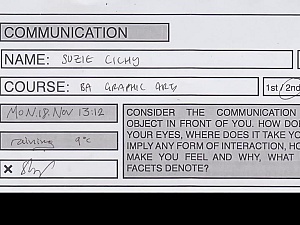 COMMUNICATION
NAME: SUZIE CICHY
COURSE: BA GRAPHIC ARTS
1st / 2nd
MON.18.NOV 13:12
raining 9°C
X
CONSIDER THE COMMUNICATION
OBJECT IN FRONT OF YOU. HOW DOE
YOUR EYES, WHERE DOES IT TAKE YO
IMPLY ANY FORM OF INTERACTION, HO
MAKE YOU FEEL AND WHY, WHAT
FACETS DENOTE?